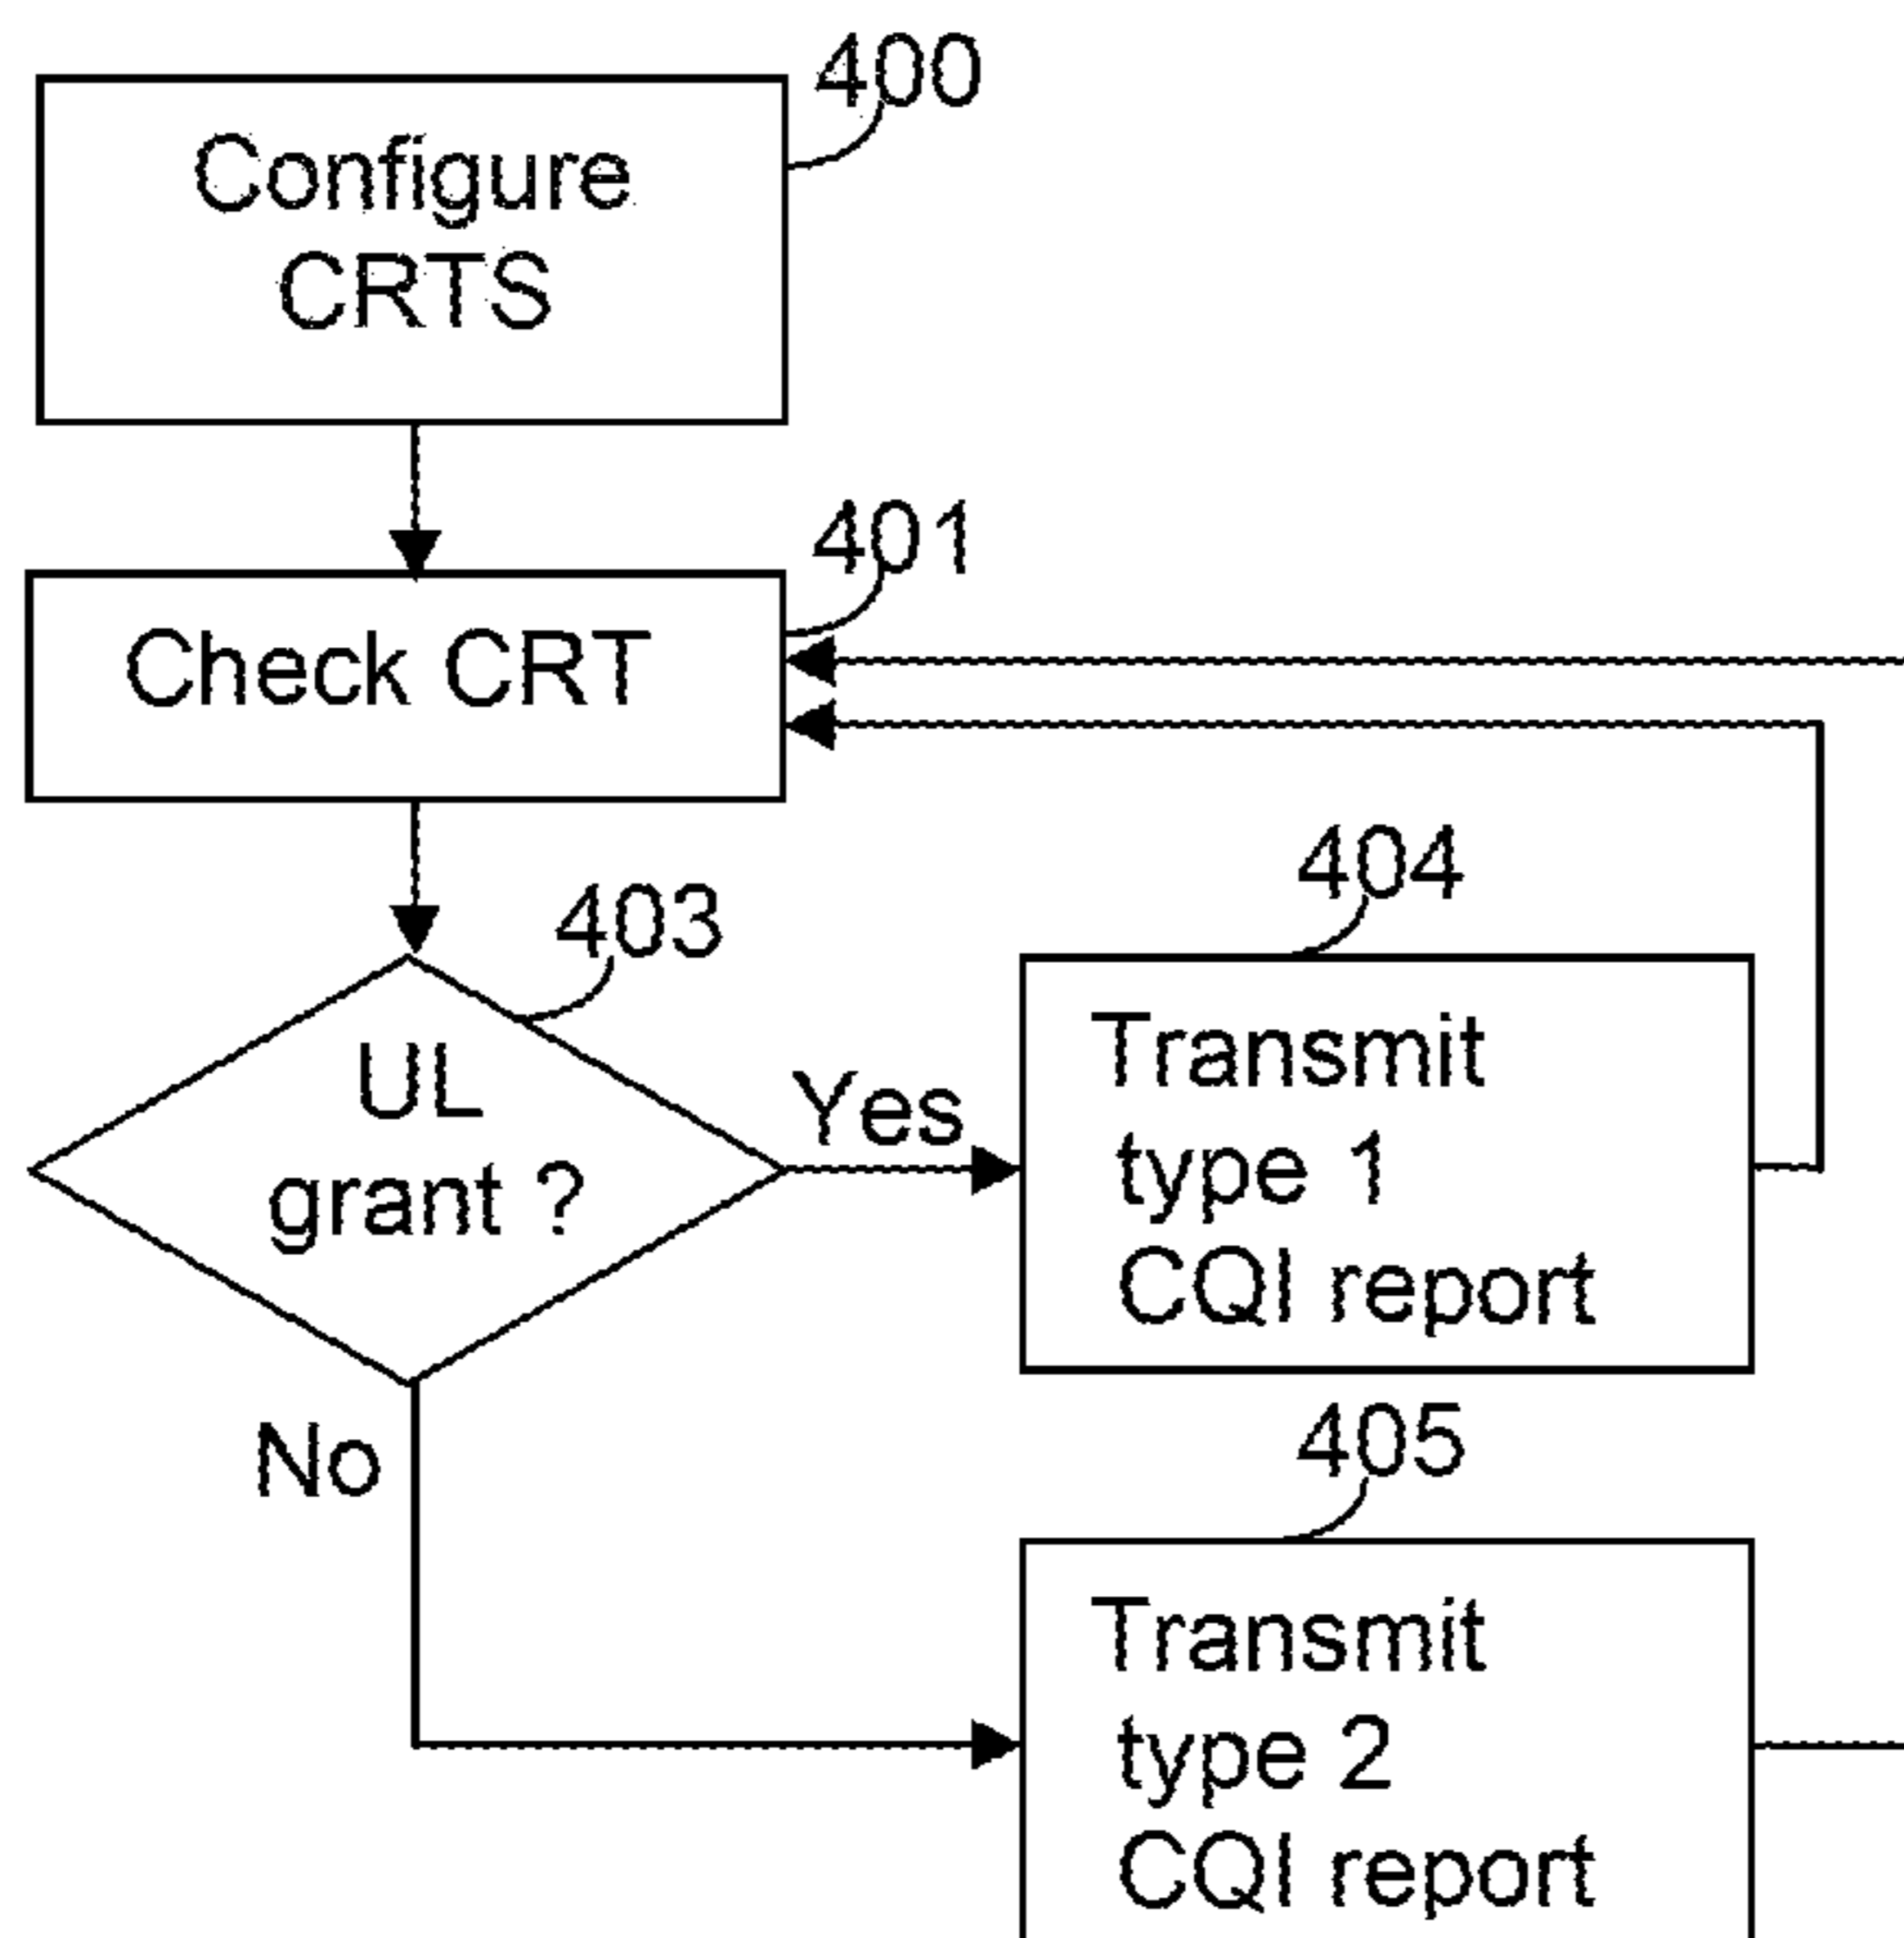 400
Configure
CRTS
401
Check CRT
403
UL
grant ?
Yes
No
404
Transmit
type 1
CQI report
405
Transmit
type 2
CQI report